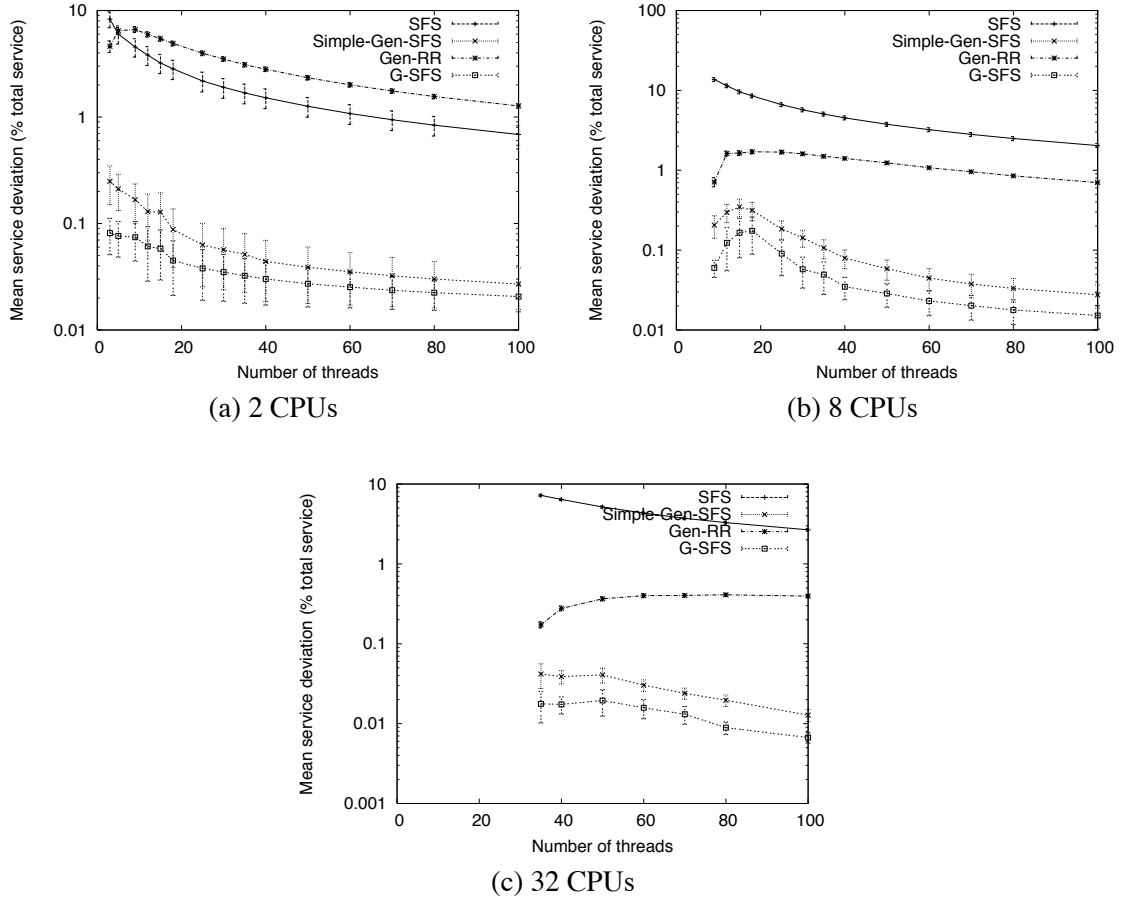 Mean service deviation (% total service)
10
1
0.1
0.01
0
20
40
60
80
100
Number of threads
SFS
Simple-Gen-SFS
Gen-RR
G-SFS
(a) 2 CPUs
Mean service deviation (% total service)
100
10
1
0.1
0.01
0
20
40
60
80
100
Number of threads
SFS
Simple-Gen-SFS
Gen-RR
G-SFS
(b) 8 CPUs
Mean service deviation (% total service)
10
1
0.1
0.01
0.001
0
20
40
60
80
100
Number of threads
SFS
Simple-Gen-SFS
Gen-RR
G-SFS
(c) 32 CPUs